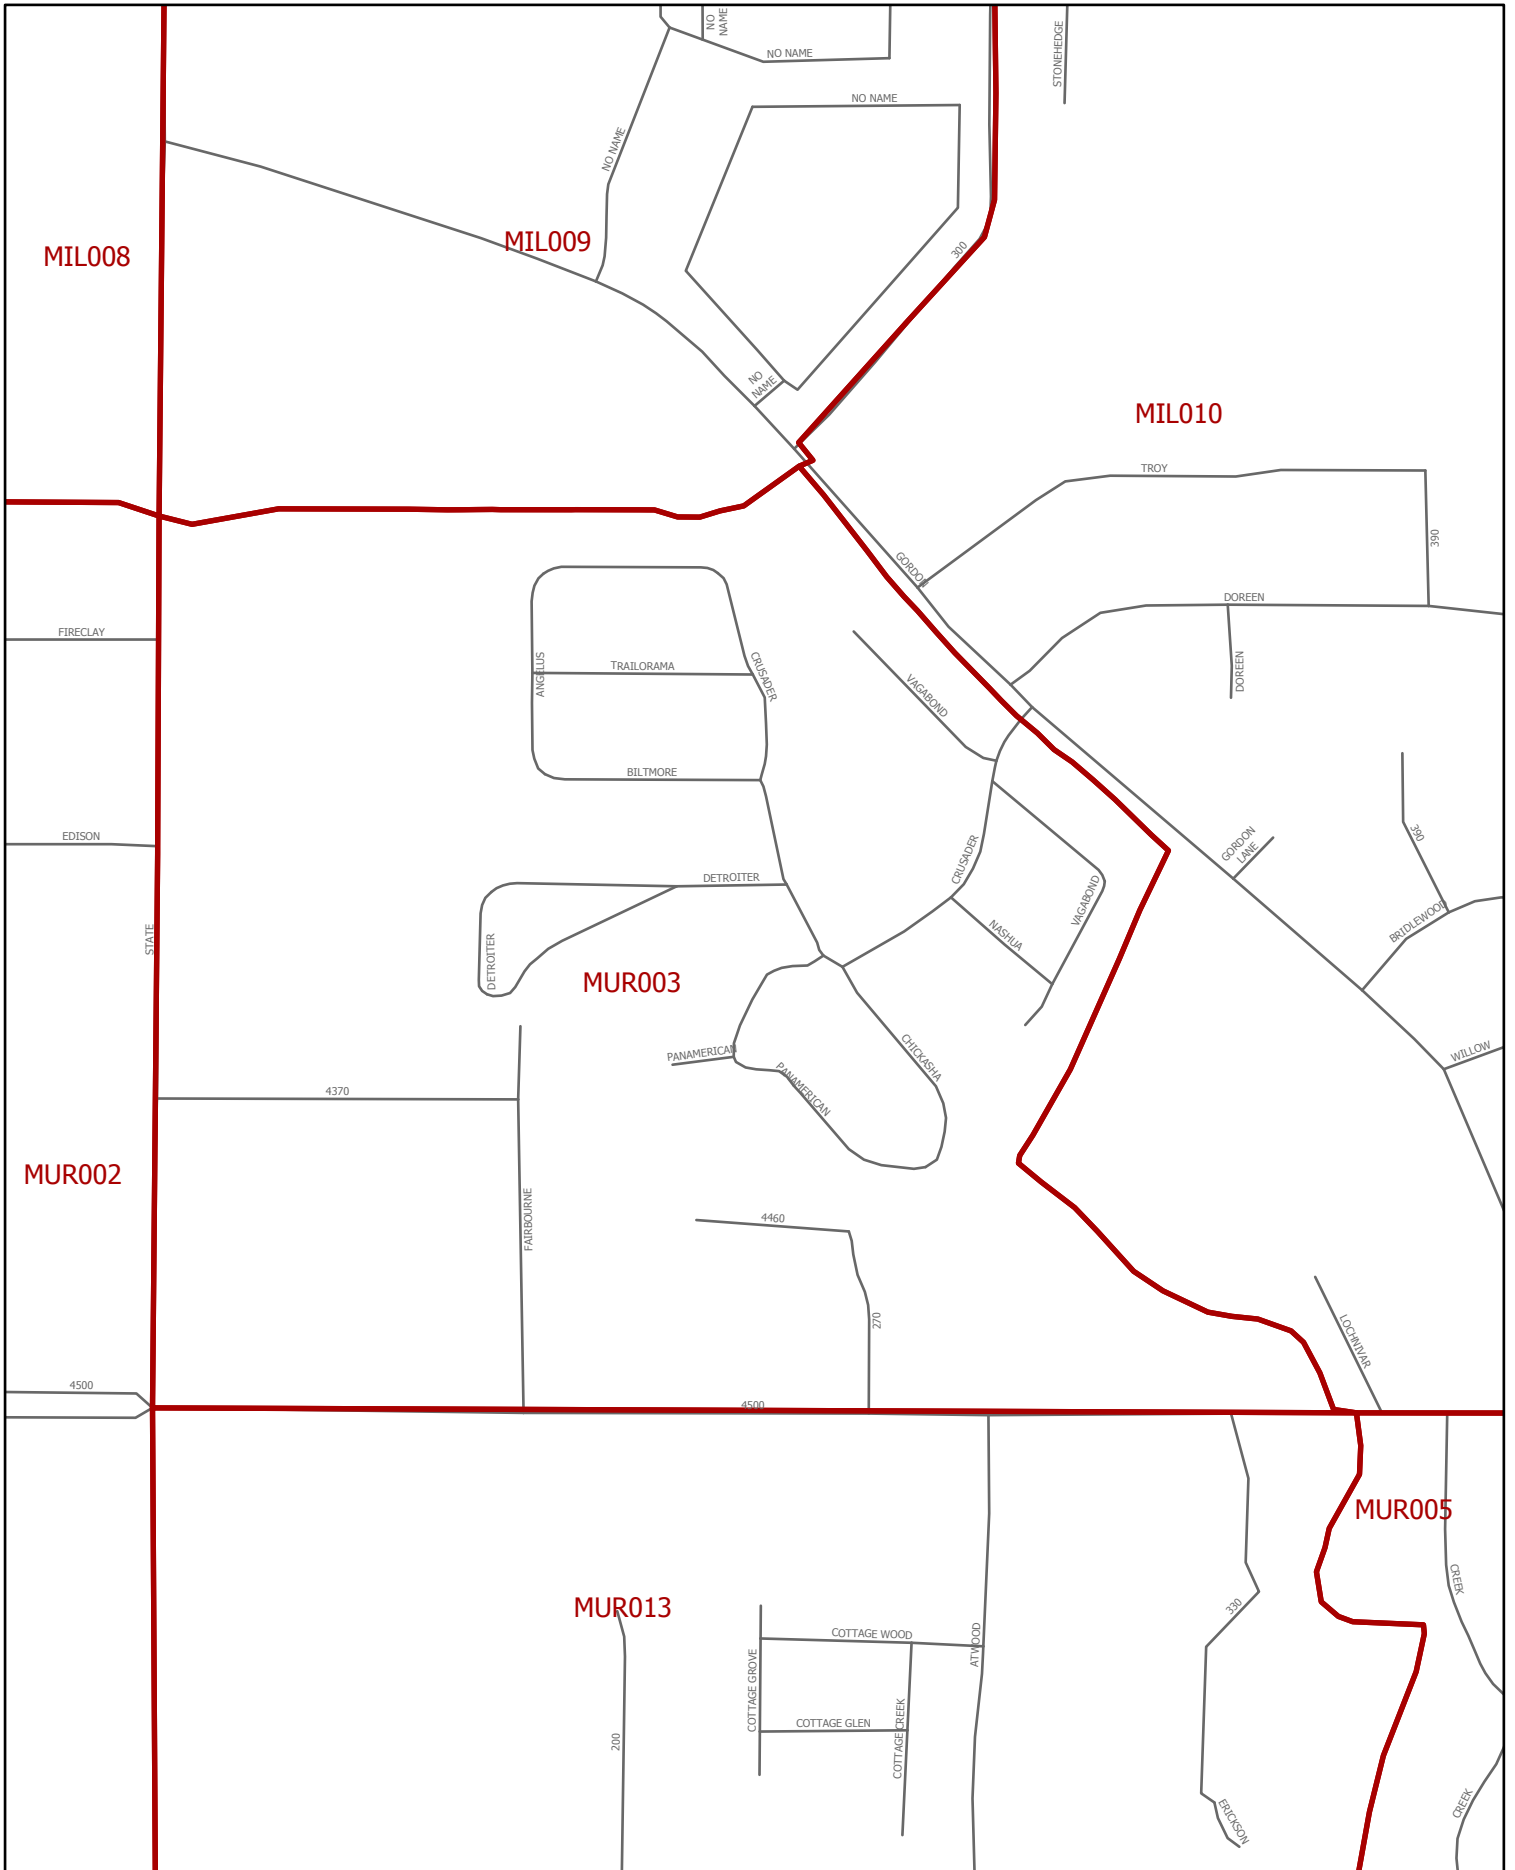 NO
NAME
STONEHEDGE
NO NAME
NO NAME
NO NAME
MIL009
MIL008
300
NO
NAME
MIL010
TROY
390
GORDON
DOREEN
FIRECLAY
DOREEN
ANGELUS
TRAILORAMA
CRUSADER
VAGABOND
BILTMORE
EDISON
390
GORDON
LANE
CRUSADER
DETROITER
VAGABOND
BRIDLEWOOD
STATE
NASHUA
DETROITER
MUR003
PANAMERICAN
CHICKASHA
WILLOW
PANAMERICAN
4370
MUR002
FAIRBOURNE
4460
270
LOCHNIVAR
4500
4500
MUR005
CREEK
MUR013
330
COTTAGE WOOD
ATWOOD
COTTAGE GROVE
COTTAGE GLEN
COTTAGE CREEK
200
CREEK
ERICKSON